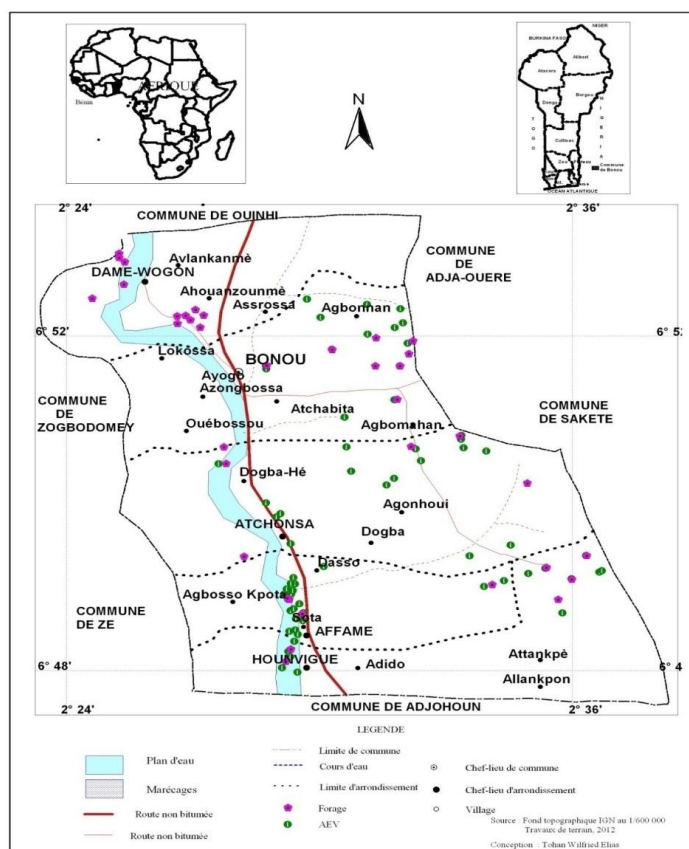 AFRIQUE
Bénin
N
NIGER
BURKINA FASO
Alibori
Atacora
Borgou
Donga
NIGERIA
TOGO
Collines
Zou
Commune
de Bonou
OCEAN ATLANTIQUE
2° 24'
2° 36'
COMMUNE DE OUINHI
Avlankanmè
DAME-WOGON
COMMUNE
DE
ADJA-OUERE
Ahouanzounmè
Assrossa
Agbonnan
6° 52
6° 5
Lokossa
BONOU
Ayogo
Azongbossa
COMMUNE
DE
ZOGBODOMEY
Atchabita
COMMUNE
DE SAKETE
Ouébossou
Agbomahan
Dogba-Hé
Agonhoui
ATCHONSA
Dogba
Dasso
Agbosso Kpota
COMMUNE
DE ZE
Sota
AFFAME
Attankpè
6° 48
6° 4
HOUNVIGUE
Adido
Allankpon
2° 24'
2° 36'
COMMUNE DE ADJOHOUN
LEGENDE
Plan d'eau
Marécages
Route non bitumée
Route non bitumée
Limite de commune
Cours d'eau
Limite d'arrondissement
Forage
AEV
Chef-lieu de commune
Chef-lieu d'arrondissement
Village
Source : Fond topographique IGN au 1/600 000
Travaux de terrain, 2012
Conception : Tohan Wilfried Elias